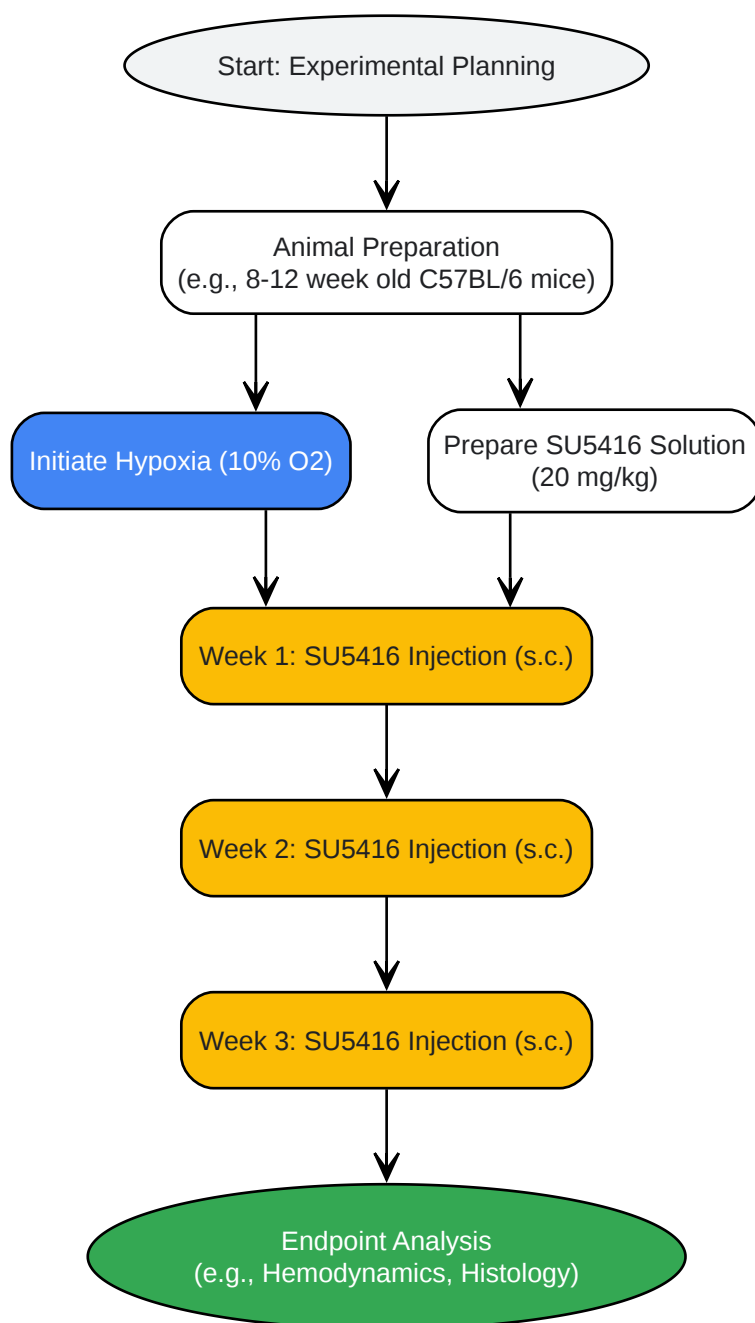 Start: Experimental Planning
Animal Preparation
(e.g., 8-12 week old C57BL/6 mice)
Initiate Hypoxia (10% O2)
Prepare SU5416 Solution
(20 mg/kg)
Week 1: SU5416 Injection (s.c.)
Week 2: SU5416 Injection (s.c.)
Week 3: SU5416 Injection (s.c.)
Endpoint Analysis
(e.g., Hemodynamics, Histology)